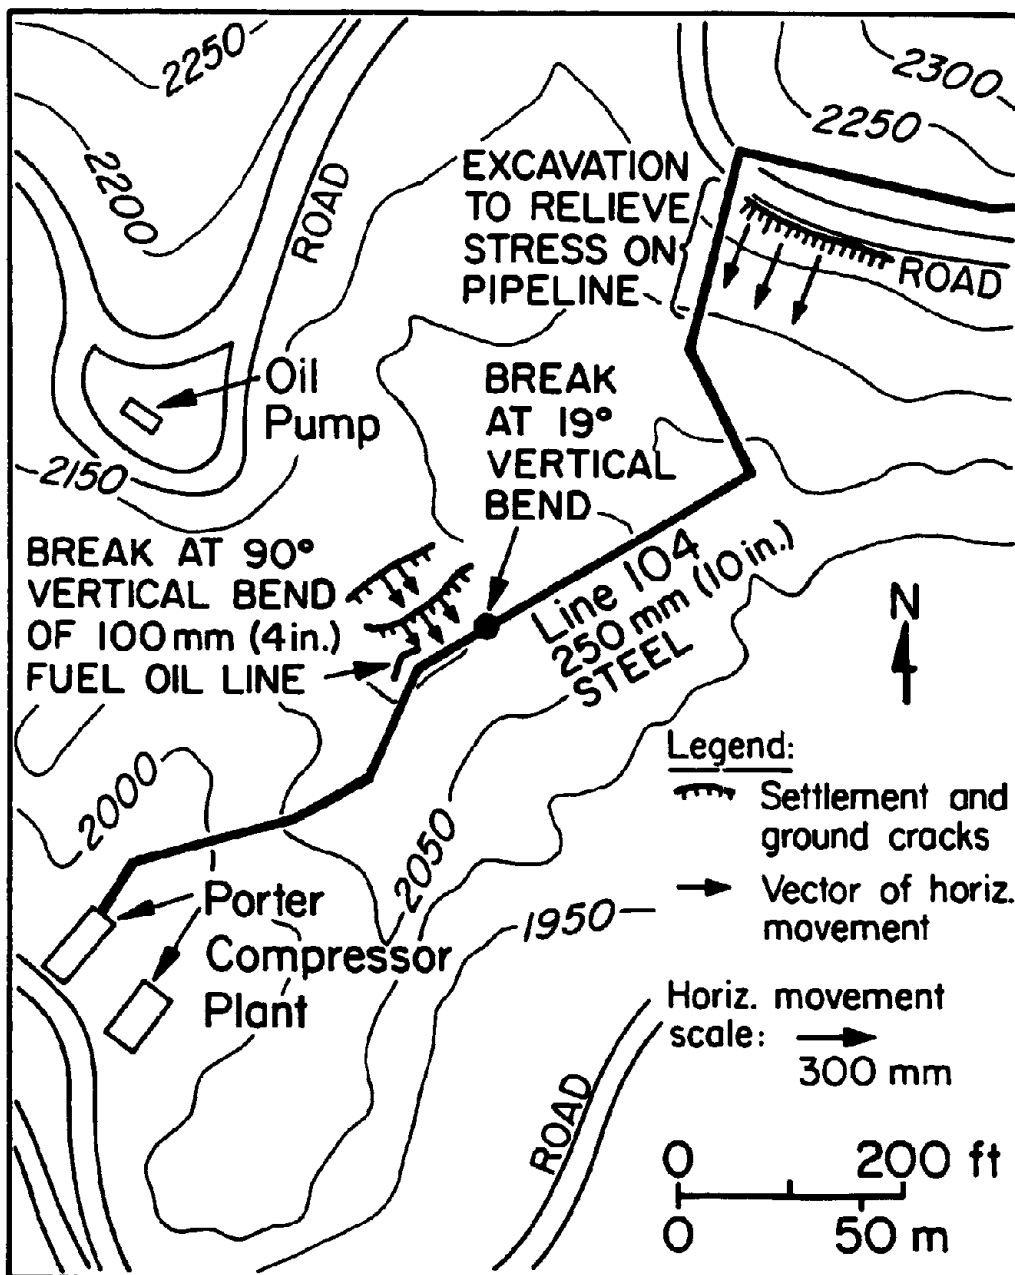 2250
2300
2250
2200
ROAD
EXCAVATION
TO RELIEVE
STRESS ON
PIPELINE
ROAD
Oil
Pump
BREAK
AT 19°
VERTICAL
BEND
2150
BREAK AT 90°
VERTICAL BEND
OF 100 mm (4 in.)
FUEL OIL LINE
Line 104
250 mm (10 in.)
STEEL
N
Legend:
Settlement and
ground cracks
Vector of horiz.
movement
2000
2050
1950
Porter
Compressor
Plant
Horiz. movement
scale:
300 mm
ROAD
0 200 ft
0 50 m